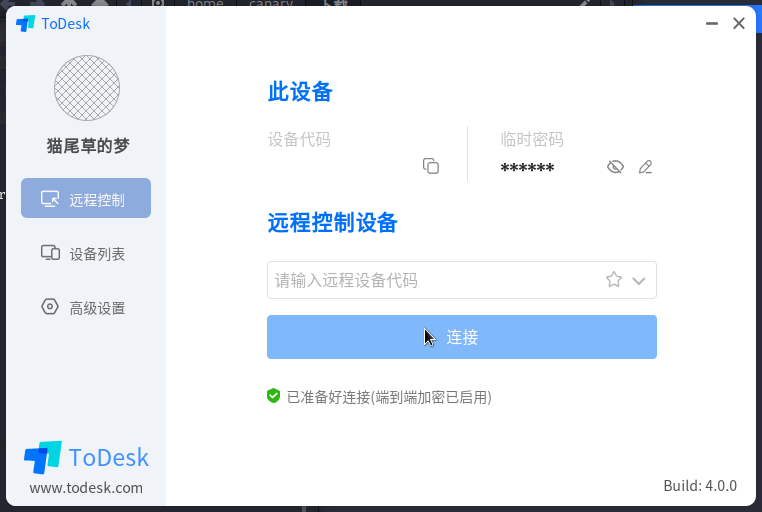 ToDesk
猫尾草的梦
远程控制
设备列表
高级设置
ToDesk
www.todesk.com
此设备
设备代码
临时密码
******
远程控制设备
请输入远程设备代码
连接
已准备好连接(端到端加密已启用)
Build: 4.0.0